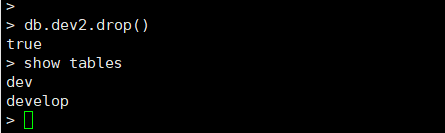 >
> db.dev2.drop()
true
> show tables
dev
develop
>